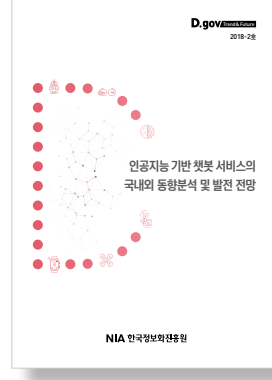 D.gov Trend & Future
2018-2호
인공지능 기반 챗봇 서비스의
국내외 동향분석 및 발전 전망
NIA 한국정보화진흥원